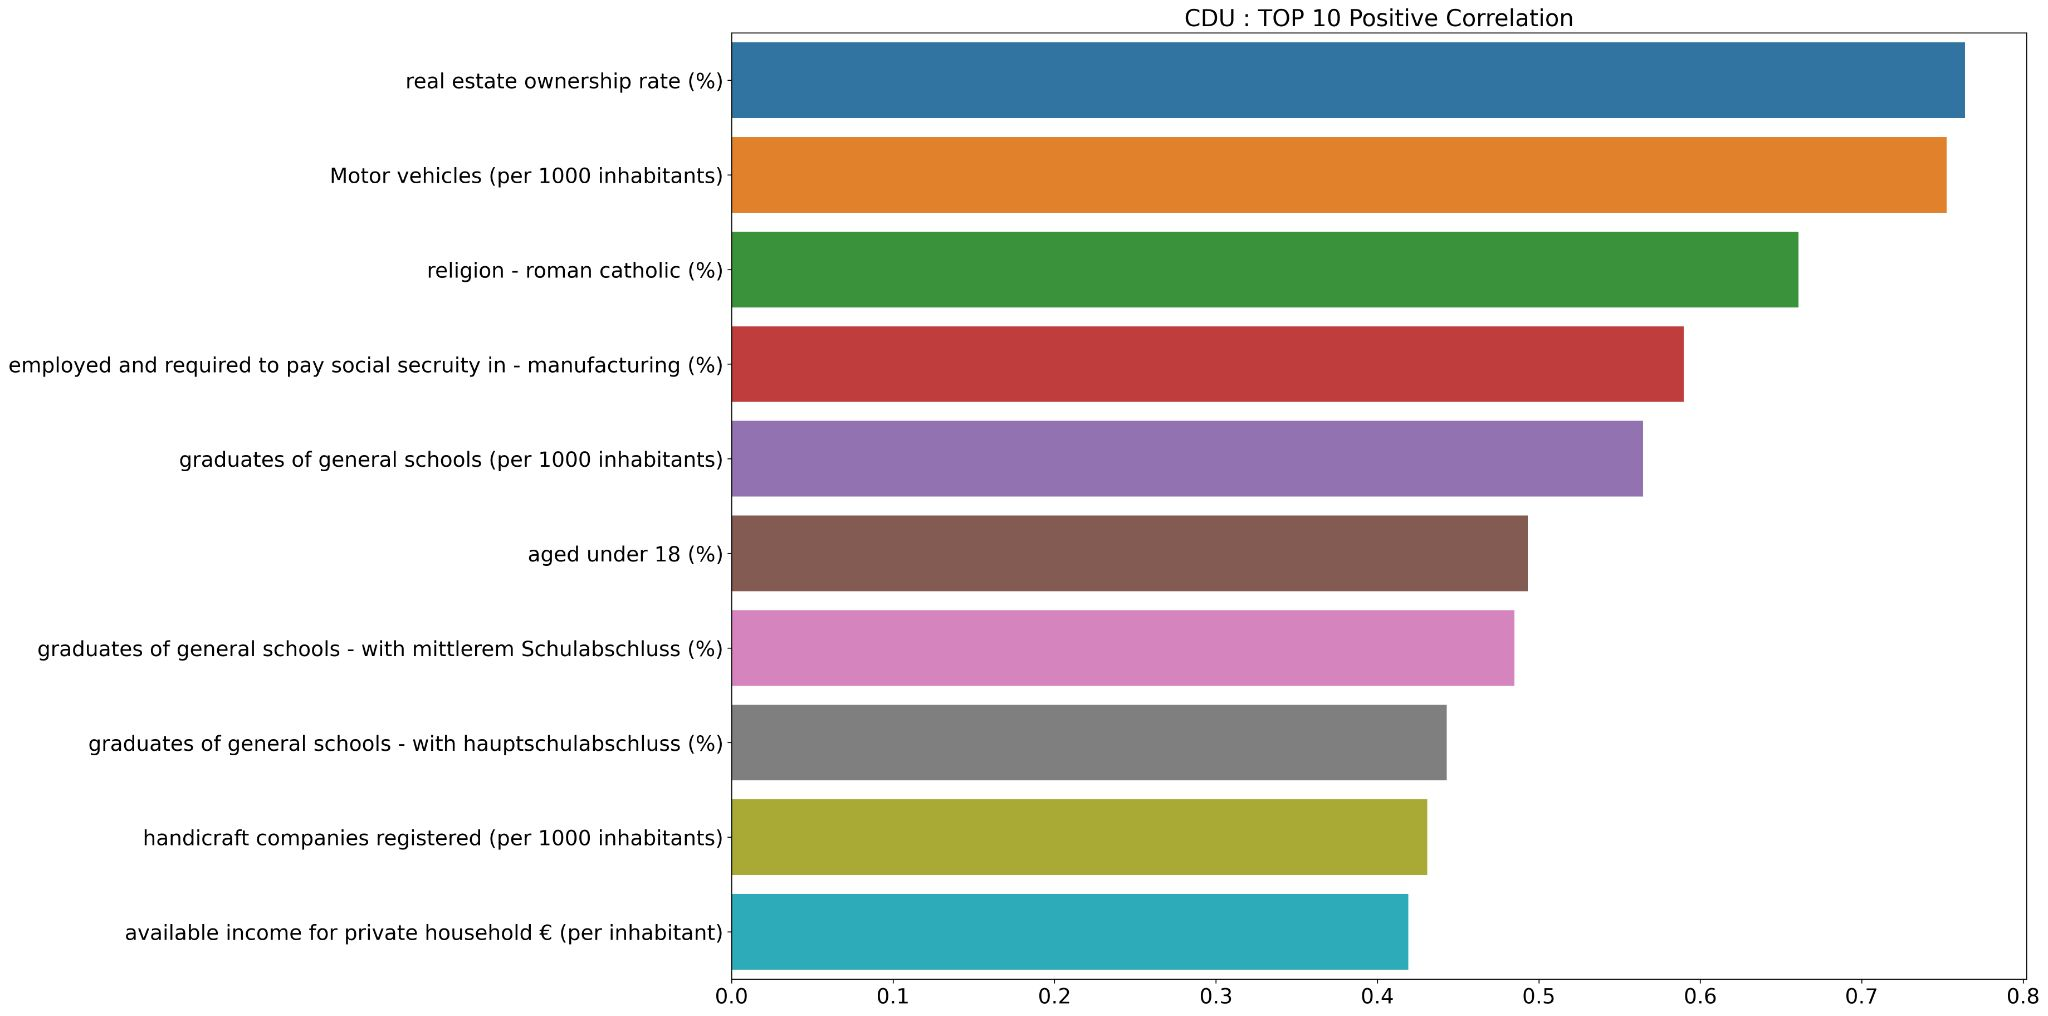 CDU : TOP 10 Positive Correlation
real estate ownership rate (%)
Motor vehicles (per 1000 inhabitants)
religion - roman catholic (%)
employed and required to pay social secruity in - manufacturing (%)
graduates of general schools (per 1000 inhabitants)
aged under 18 (%)
graduates of general schools - with mittlerem Schulabschluss (%)
graduates of general schools - with hauptschulabschluss (%)
handicraft companies registered (per 1000 inhabitants)
available income for private household € (per inhabitant)
0.0 0.1 0.2 0.3 0.4 0.5 0.6 0.7 0.8